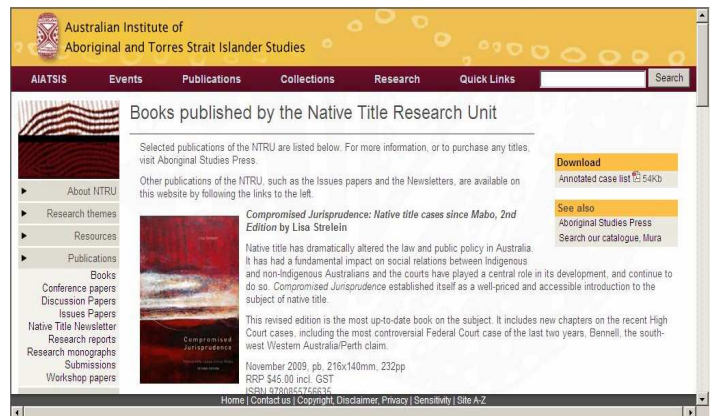 Australian Institute of
Aboriginal and Torres Strait Islander Studies
AIATSIS Events Publications Collections Research Quick Links Search
Books published by the Native Title Research Unit
Selected publications of the NTRU are listed below. For more information, or to purchase any titles,
visit Aboriginal Studies Press.
Other publications of the NTRU, such as the Issues papers and the Newsletters, are available on
this website by following the links to the left.
Download
Annotated case list 54Kb
See also
Aboriginal Studies Press
Search our catalogue, Mura
About NTRU
Research themes
Resources
Publications
Books
Conference papers
Discussion Papers
Issues Papers
Native Title Newsletter
Research reports
Research monographs
Submissions
Workshop papers
Compromised
Jurisprudence
Compromised Jurisprudence: Native title cases since Mabo, 2nd
Edition by Lisa Strelein
Native title has dramatically altered the law and public policy in Australia.
It has had a fundamental impact on social relations between Indigenous
and non-Indigenous Australians and the courts have played a central role in its development, and continue to
do so. Compromised Jurisprudence established itself as a well-priced and accessible introduction to the
subject of native title.
This revised edition is the most up-to-date book on the subject. It includes new chapters on the recent High
Court cases, including the most controversial Federal Court case of the last two years, Bennell, the south-
west Western Australia/Perth claim.
November 2009, pb, 216x140mm, 232pp
RRP $45.00 incl. GST
ISBN 9780855756635
Home | Contact us | Copyright, Disclaimer, Privacy | Sensitivity | Site A-Z